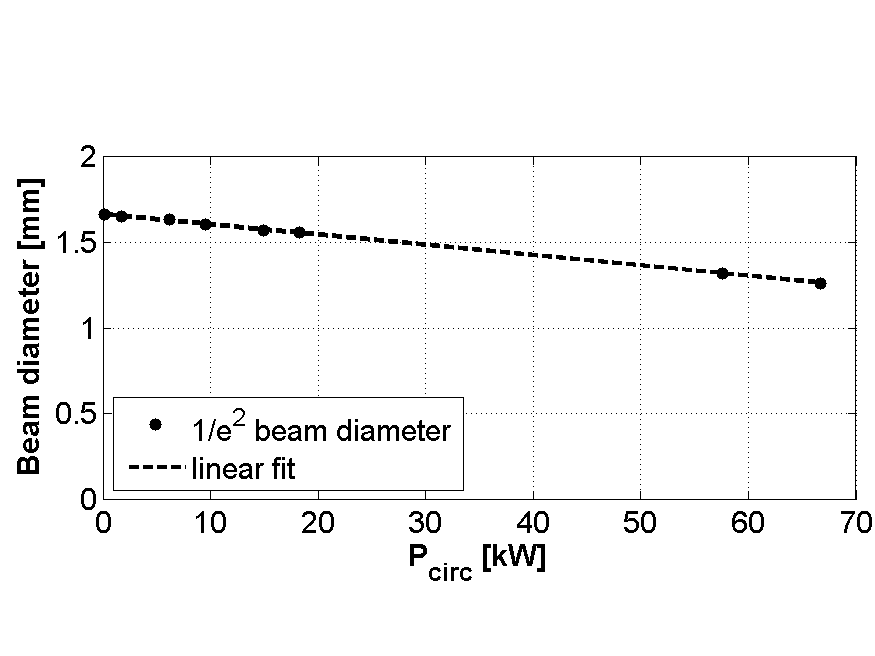 2
1.5
1
0.5
0
0 10 20 30 40 50 60 70
Beam diameter [mm]
1/e2 beam diameter
linear fit
Pcirc [kW]